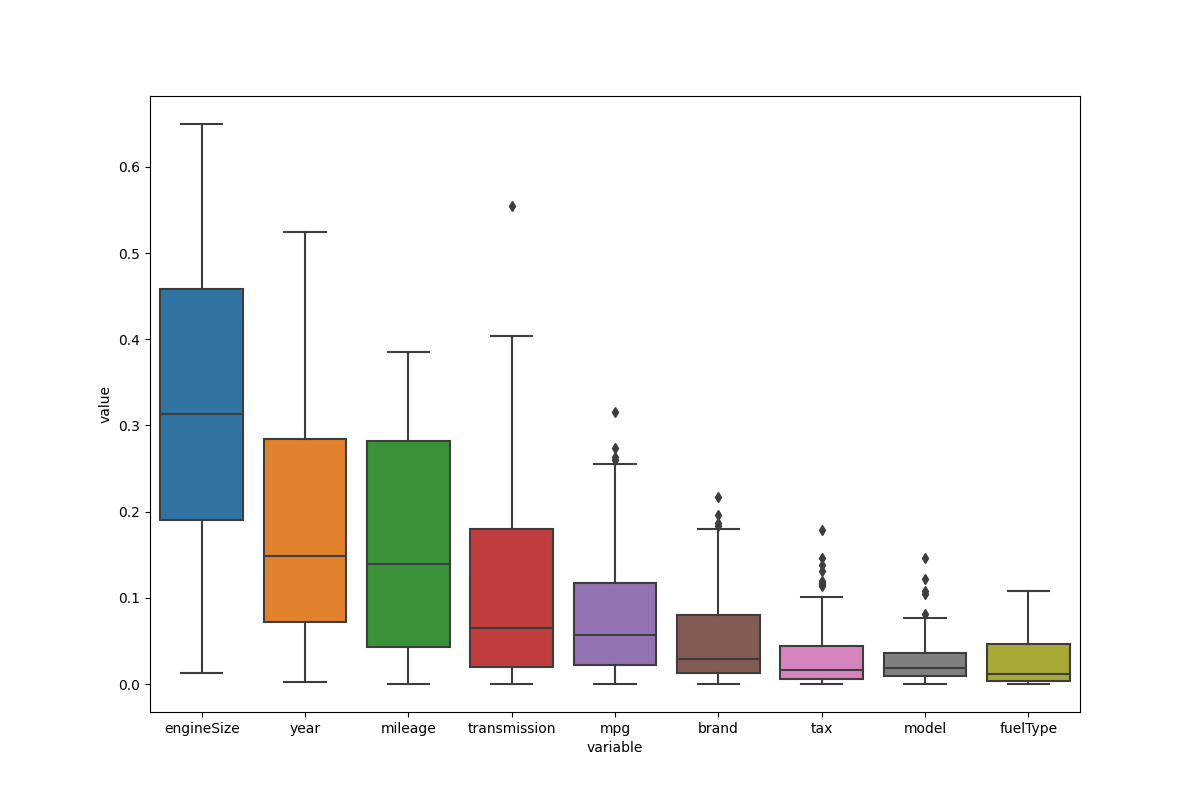 0.6
0.5
0.4
0.3
0.2
0.1
0.0
value
engineSize year mileage transmission mpg brand tax model fuelType
variable